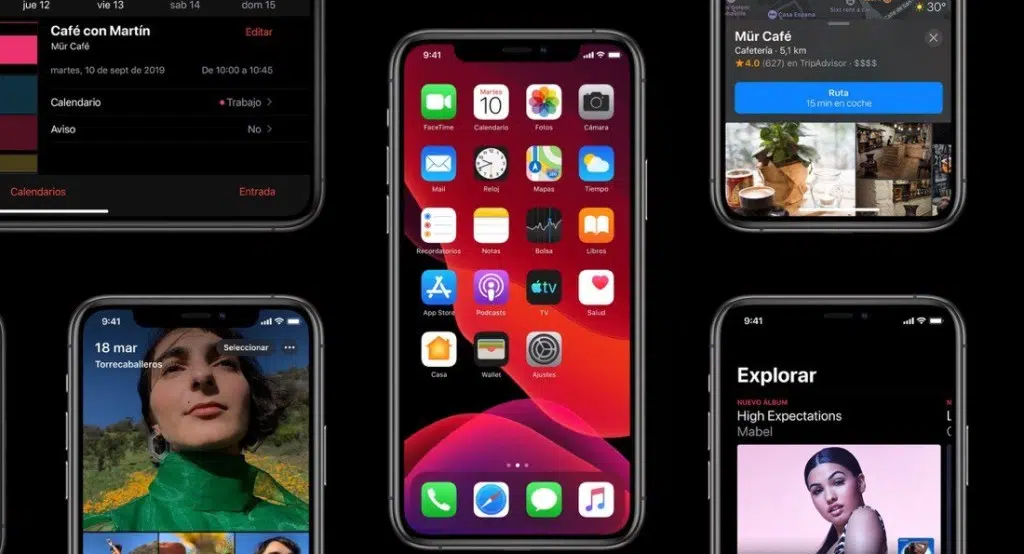 jue 12
vie 13
sab 14
dom 15
Café con Martín
Editar
Mür Café
martes, 10 de sept de 2019
De 10:00 a 10:45
Calendario
Trabajo
Aviso
No
Calendarios
Entrada
9:41
18 mar
Seleccionar
Torrecaballeros
9:41
Martes
10
FaceTime
Calendario
Fotos
Cámara
Mail
Reloj
Mapas
Tiempo
Recordatorios
Notas
Bolsa
Libros
tv
App Store
Podcasts
TV
Salud
Casa
Wallet
Ajustes
Casa Espana
30°
Mür Café
Cafetería · 5,1 km
4.0 (627) en TripAdvisor · $$$$
Ruta
15 min en coche
9:41
Explorar
NUEVO ÁLBUM
High Expectations
Mabel